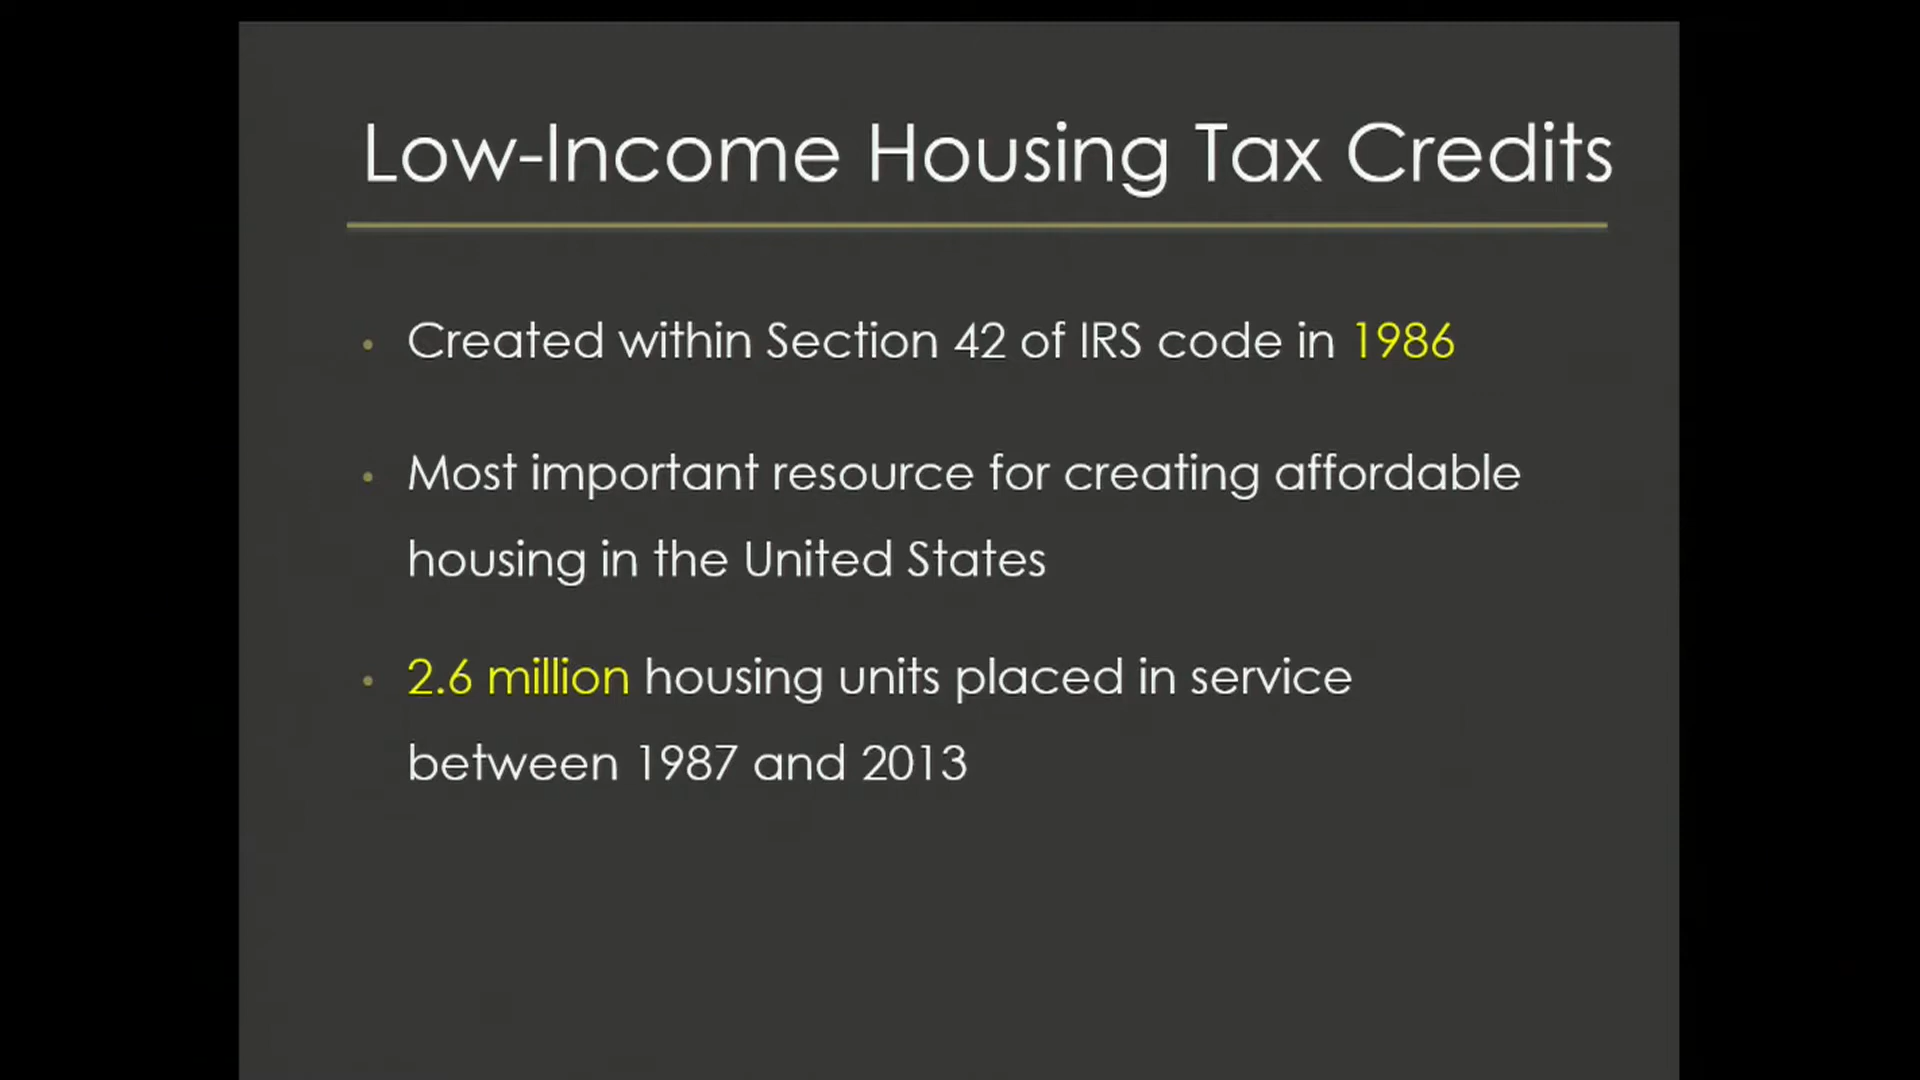 Low-Income Housing Tax Credits
• Created within Section 42 of IRS code in 1986
• Most important resource for creating affordable
housing in the United States
• 2.6 million housing units placed in service
between 1987 and 2013